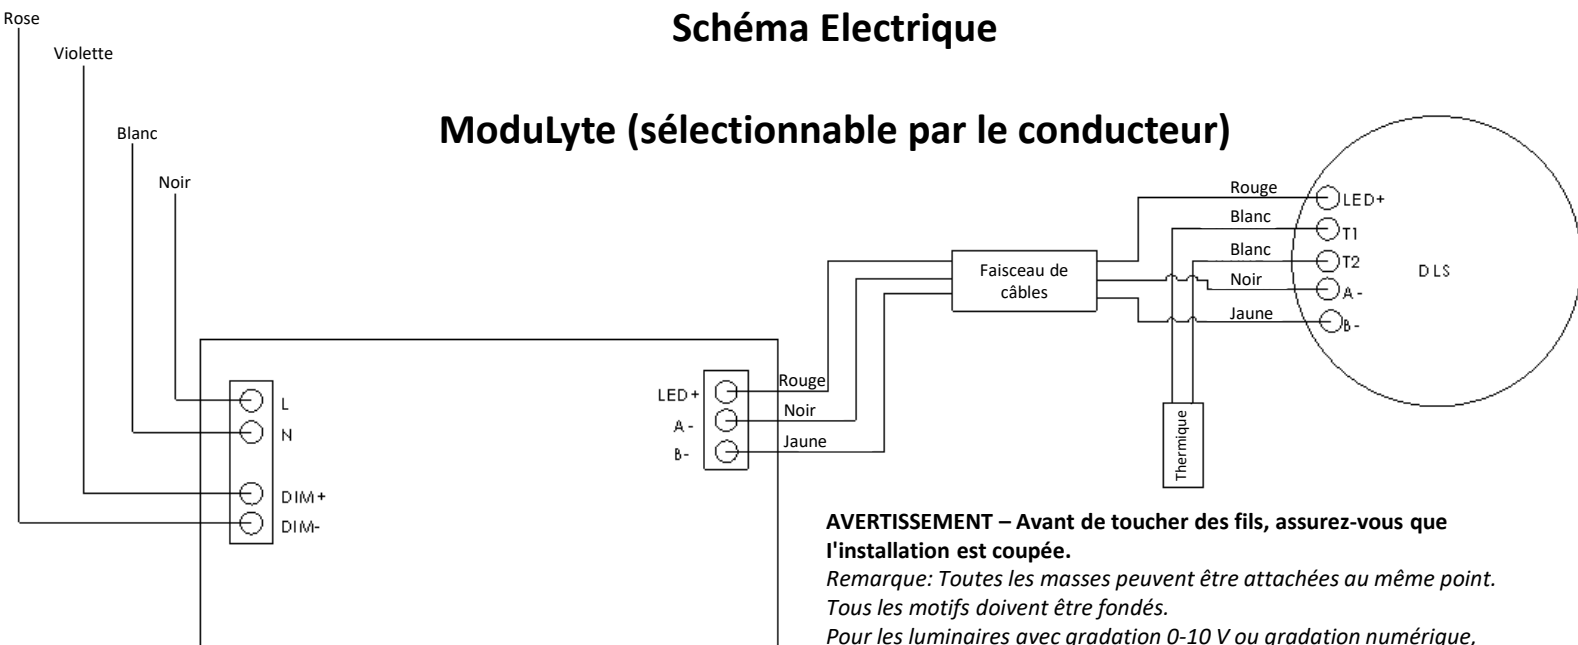 Rose
Schéma Electrique
Violette
Blanc
ModuLyte (sélectionnable par le conducteur)
Noir
Rouge
LED+
Blanc
T1
Blanc
T2
DLS
Noir
A-
Jaune
B-
Faisceau de
câbles
LED+
Rouge
A-
Noir
B-
Jaune
L
N
DIM+
DIM-
Thermique
AVERTISSEMENT – Avant de toucher des fils, assurez-vous que
l'installation est coupée.
Remarque: Toutes les masses peuvent être attachées au même point.
Tous les motifs doivent être fondés.
Pour les luminaires avec gradation 0-10 V ou gradation numérique,